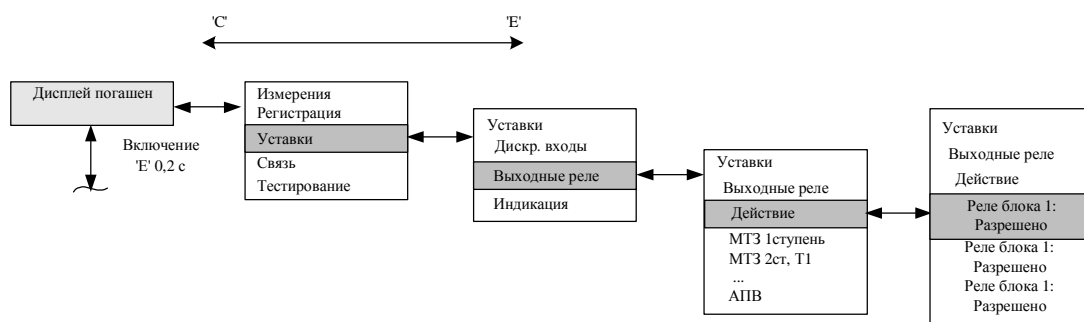 'С'
'Е'
Дисплей погашен
Включение
'Е' 0,2 с
Измерения
Регистрация
Уставки
Связь
Тестирование
Уставки
Дискр. входы
Выходные реле
Индикация
Уставки
Выходные реле
Действие
МТЗ 1ступень
МТЗ 2ст, Т1
...
АПВ
Уставки
Выходные реле
Действие
Реле блока 1:
Разрешено
Реле блока 1:
Разрешено
Реле блока 1:
Разрешено